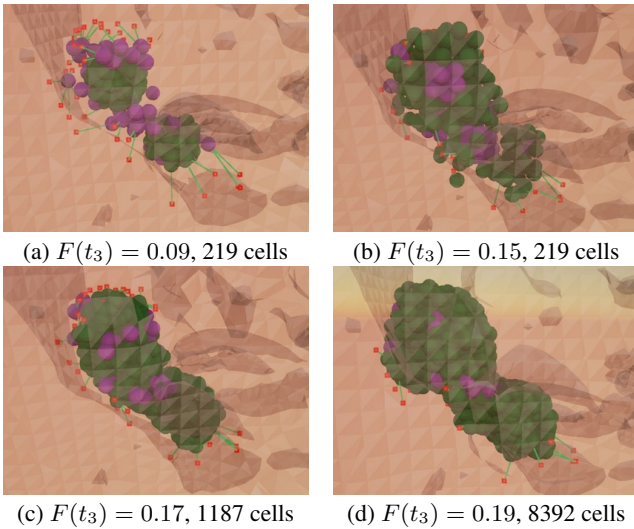 (a) F(t₃) = 0.09, 219 cells
(b) F(t₃) = 0.15, 219 cells
(c) F(t₃) = 0.17, 1187 cells
(d) F(t₃) = 0.19, 8392 cells